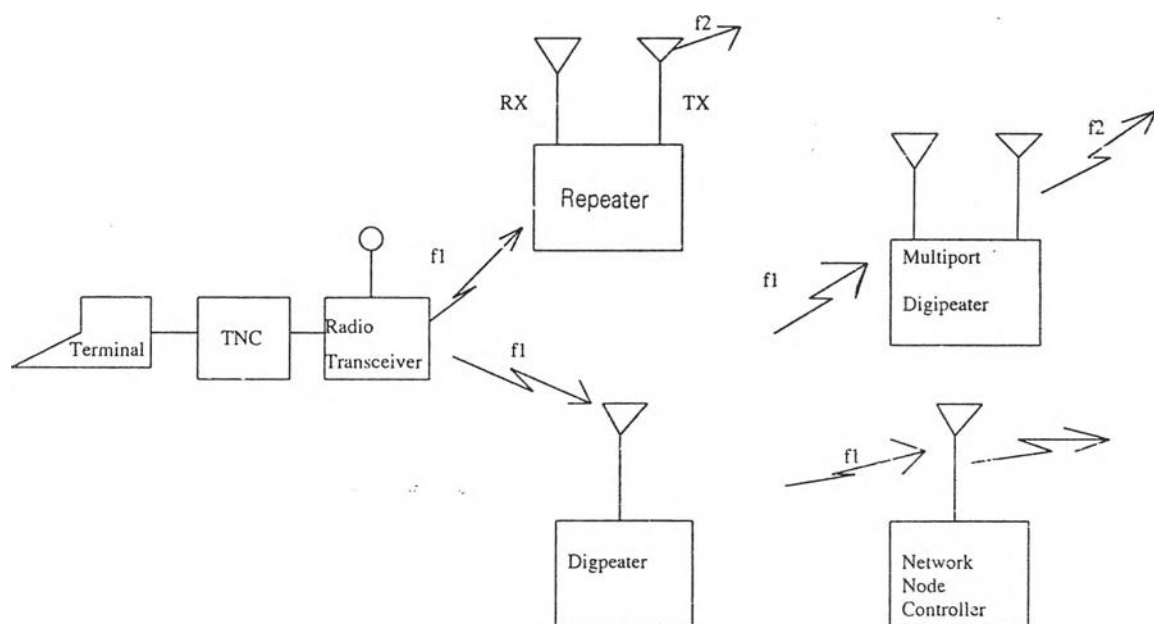 f2
RX
TX
f2
Repeater
f1
Multiport
f1
Digipeater
Radio
TNC
Terminal
Transceiver
f1
f1
Digpeater
Network
Node
Controller